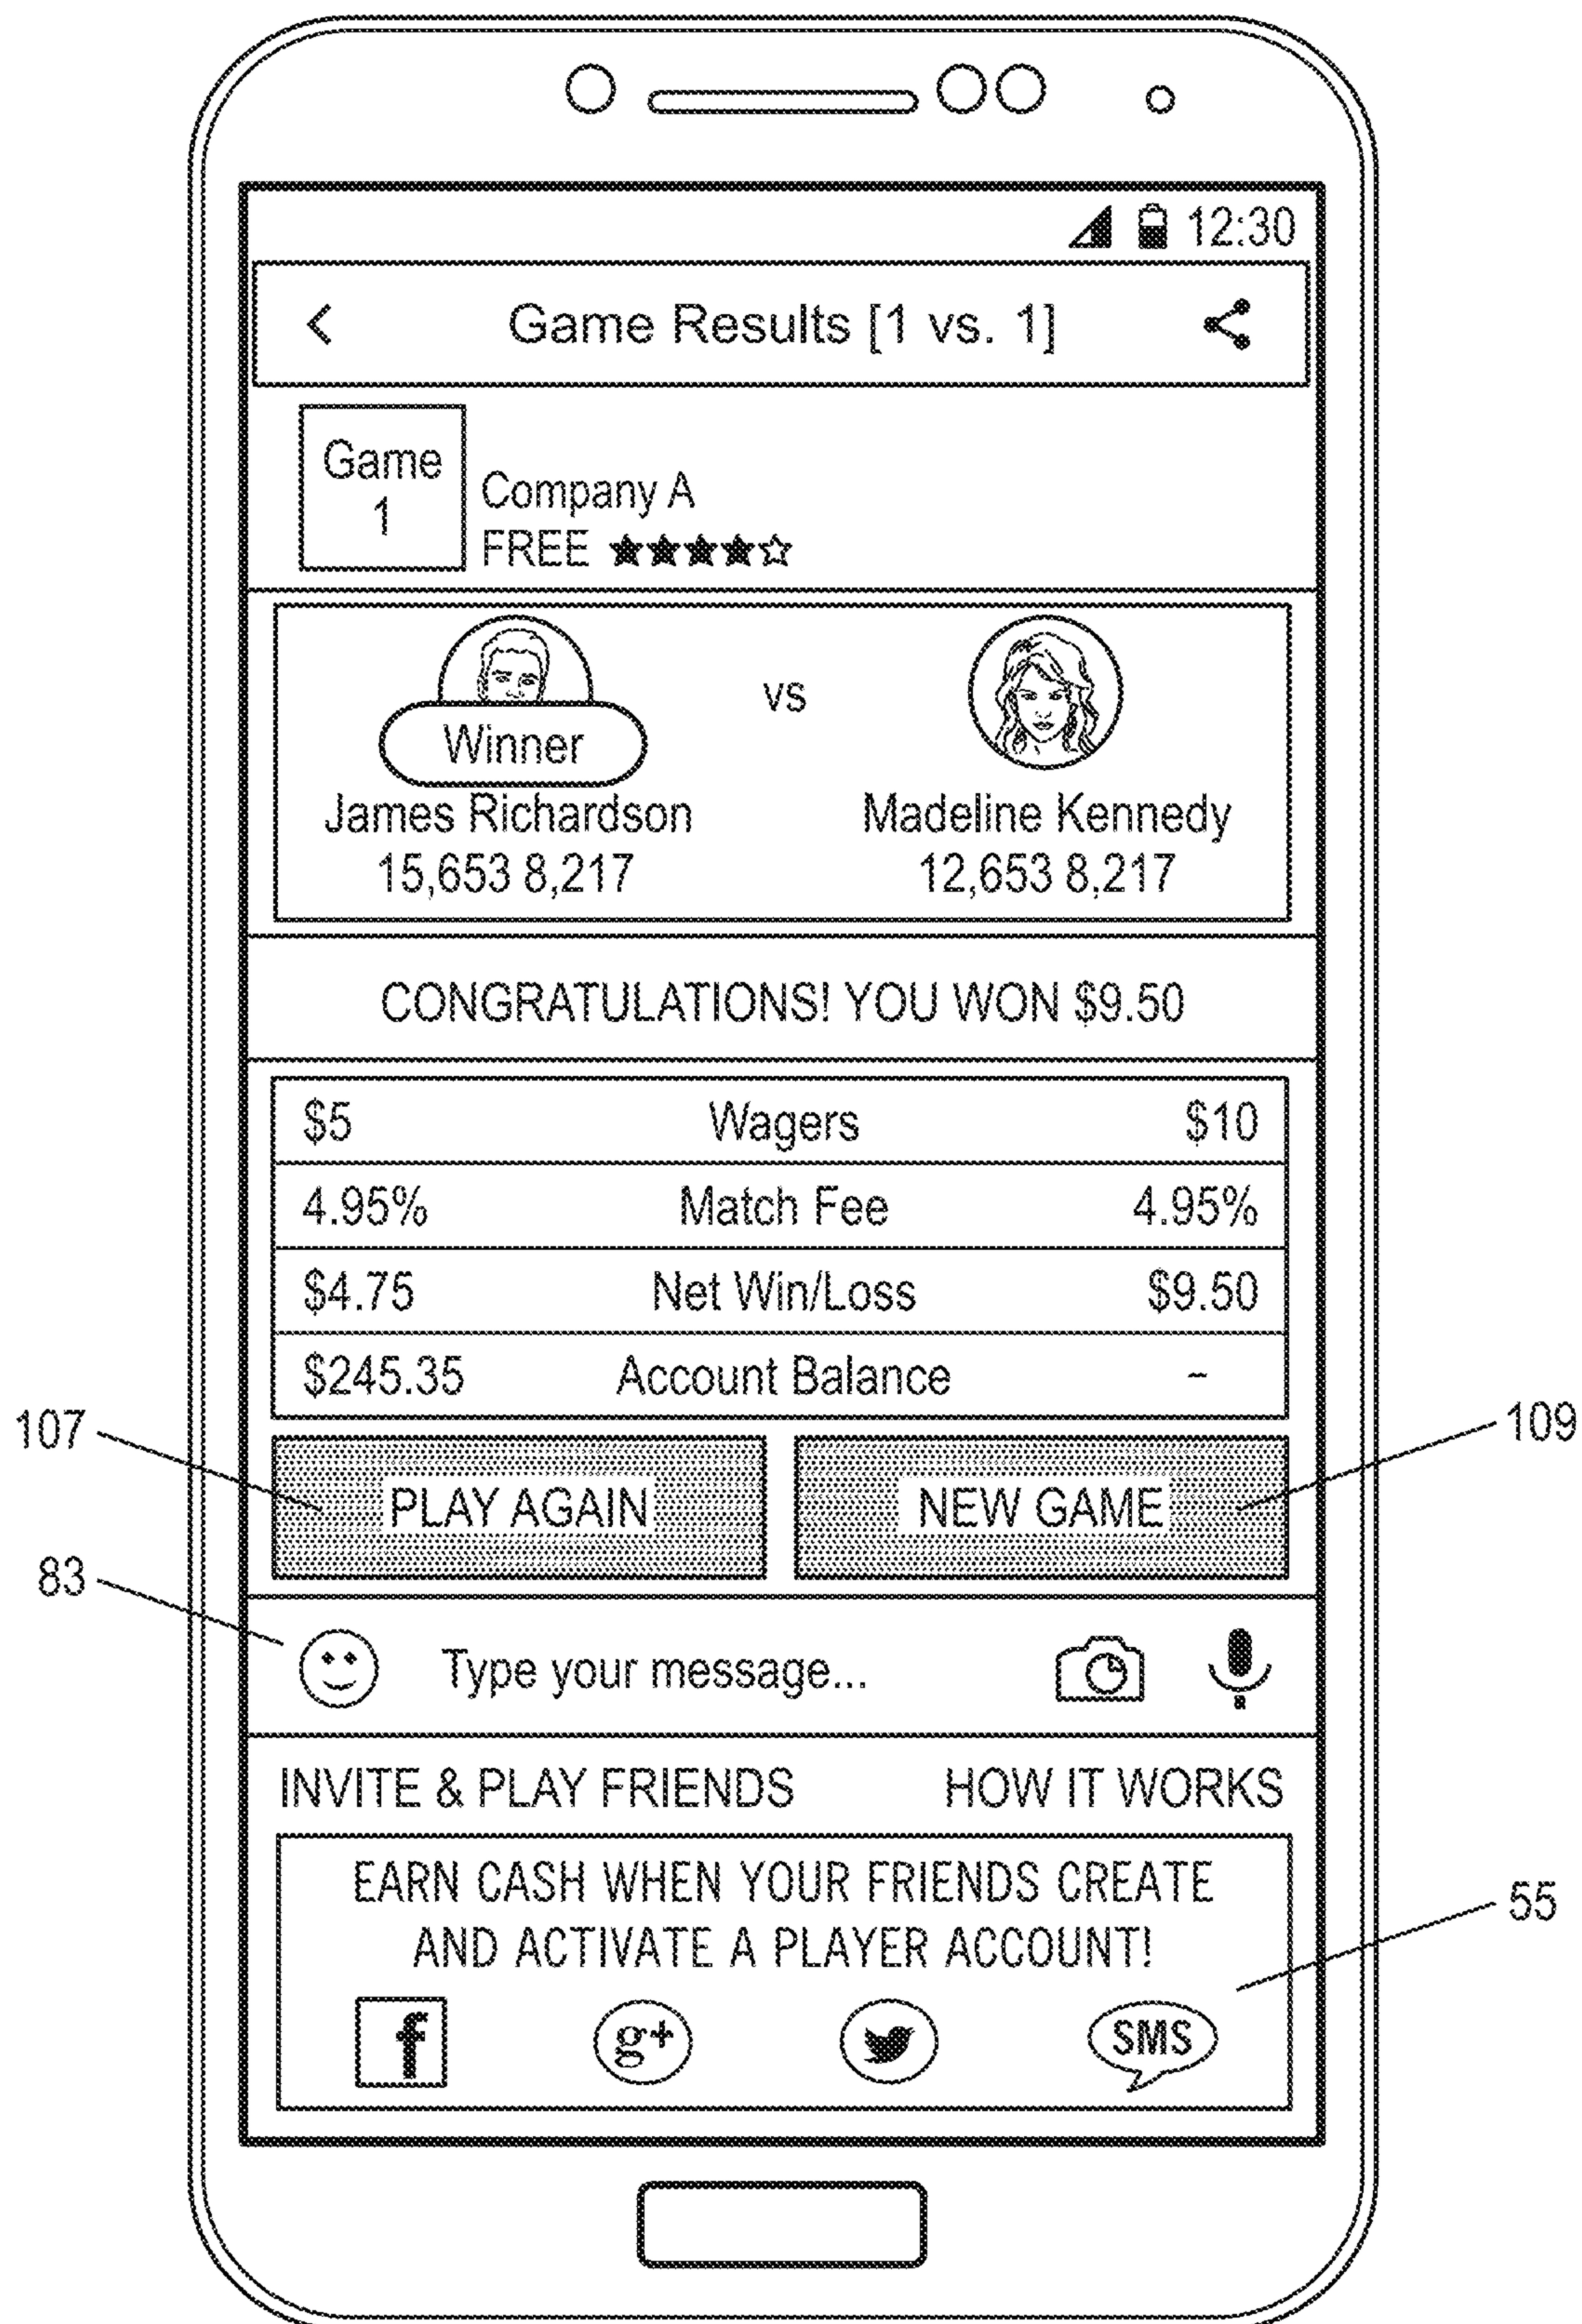 12:30
Game Results [1 vs. 1]
Game
1
Company A
FREE
vs
Winner
James Richardson
Madeline Kennedy
15,653 8,217
12,653 8,217
CONGRATULATIONS! YOU WON $9.50
$5 Wagers $10
4.95% Match Fee 4.95%
$4.75 Net Win/Loss $9.50
$245.35 Account Balance –
107
109
PLAY AGAIN
NEW GAME
83
Type your message...
INVITE & PLAY FRIENDS
HOW IT WORKS
EARN CASH WHEN YOUR FRIENDS CREATE
AND ACTIVATE A PLAYER ACCOUNT!
55
f
g+
SMS